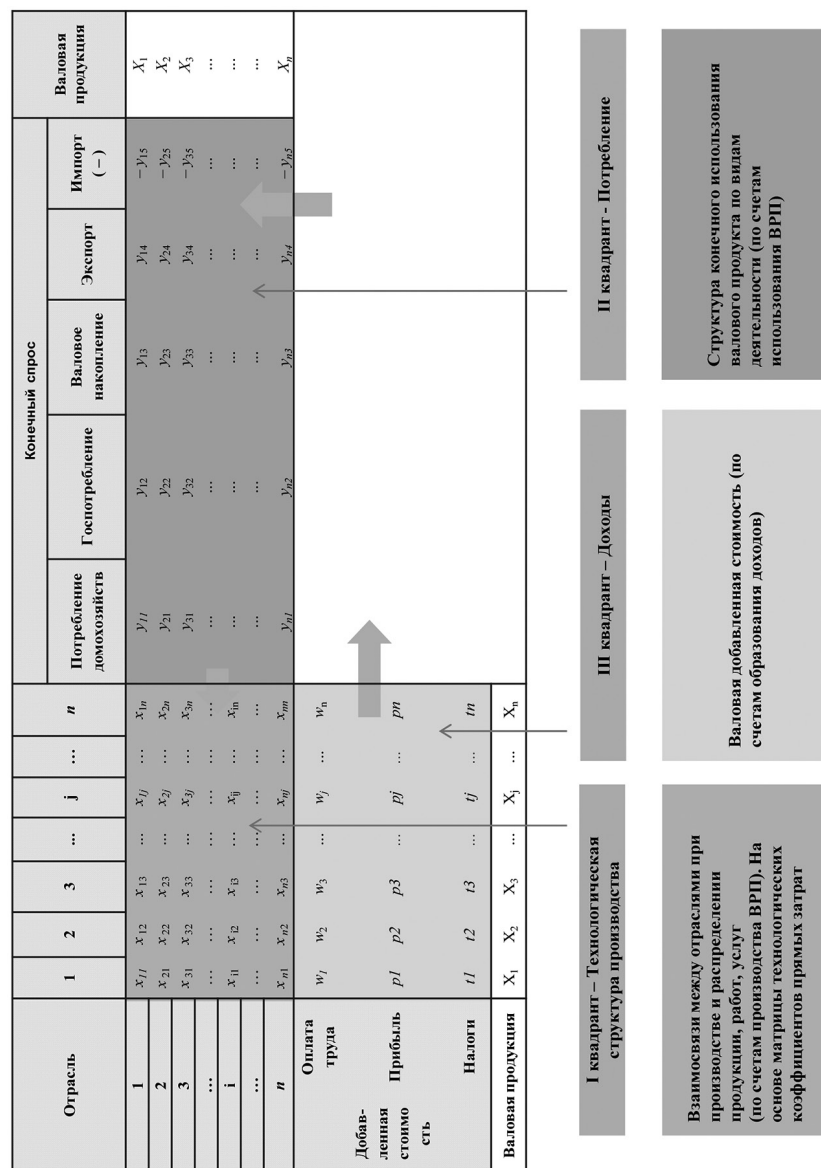 Отрасль 1 2 3 ... j ... n Конечный спрос Валовая
продукция
Потребление
домохозяйств
Госпотребление
Валовое
накопление
Экспорт
Импорт
(−)
1 x11 x12 x13 … x1j … x1n y11 y12 y13 y14 −y15 X1
2 x21 x22 x23 … x2j … x2n y21 y22 y23 y24 −y25 X2
3 x31 x32 x33 … x3j … x3n y31 y32 y33 y34 −y35 X3
… … … … … … … … … … … … … …
i xi1 xi2 xi3 … xij … xin … … … … … …
… … … … … … … … … … … … … …
n xn1 xn2 xn3 … xnj … xnn yn1 yn2 yn3 yn4 −yn5 Xn
Добав-
ленная
стоимо
сть
Оплата
труда
w1 w2 w3 … wj … wn
Прибыль p1 p2 p3 … pj … pn
Налоги t1 t2 t3 … tj … tn
Валовая продукция X1 X2 X3 … Xj … Xn
I квадрант – Технологическая
структура производства
III квадрант – Доходы
II квадрант - Потребление
Взаимосвязи между отраслями при
производстве и распределении
продукции, работ, услуг
(по счетам производства ВРП). На
основе матрицы технологических
коэффициентов прямых затрат
Валовая добавленная стоимость (по
счетам образования доходов)
Структура конечного использования
валового продукта по видам
деятельности (по счетам
использования ВРП)